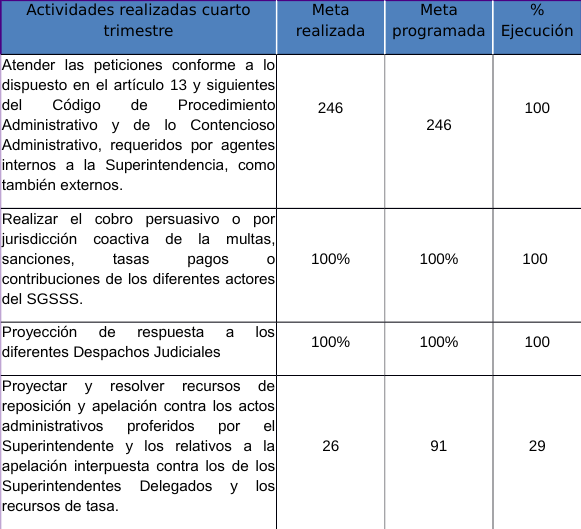 Actividades realizadas cuarto trimestre
Meta realizada
Meta programada
% Ejecución
Atender las peticiones conforme a lo
dispuesto en el artículo 13 y siguientes
del Código de Procedimiento
Administrativo y de lo Contencioso
Administrativo, requeridos por agentes
internos a la Superintendencia, como
también externos.
246
246
100
Realizar el cobro persuasivo o por
jurisdicción coactiva de la multas,
sanciones, tasas pagos o
contribuciones de los diferentes actores
del SGSSS.
100%
100%
100
Proyección de respuesta a los
diferentes Despachos Judiciales
100%
100%
100
Proyectar y resolver recursos de
reposición y apelación contra los actos
administrativos proferidos por el
Superintendente y los relativos a la
apelación interpuesta contra los de los
Superintendentes Delegados y los
recursos de tasa.
26
91
29